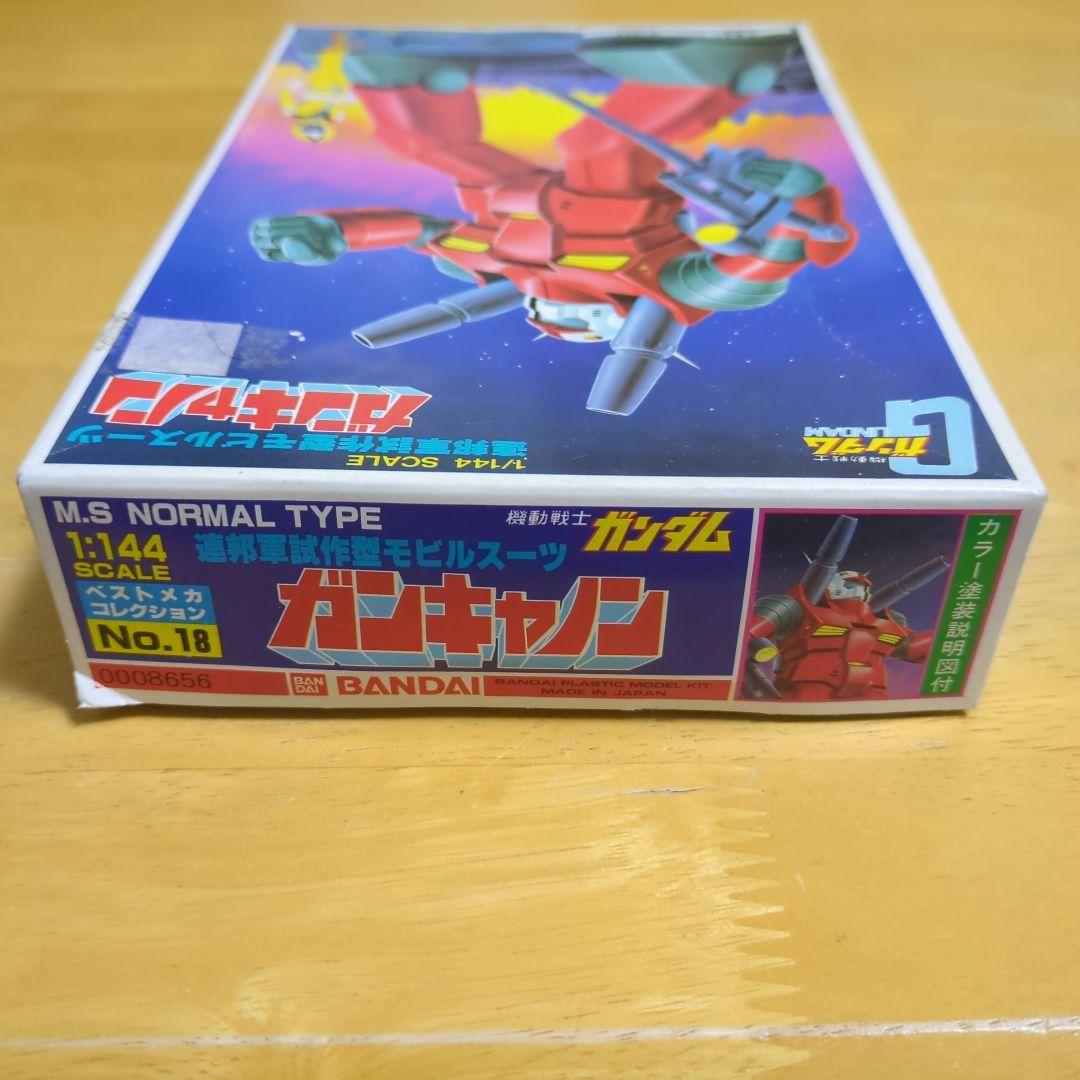 ガンキャノン
連邦軍試作型モビルスーツ
1/144 SCALE
機動戦士
ガンダム
GUNDAM
M.S NORMAL TYPE
1:144
SCALE
ベストメカ
コレクション
No.18
機動戦士 ガンダム
連邦軍試作型モビルスーツ
ガンキャノン
0008656
BAN
DAI
BANDAI
BANDAI PLASTIC MODEL KIT.
MADE IN JAPAN
カラー塗装説明図付